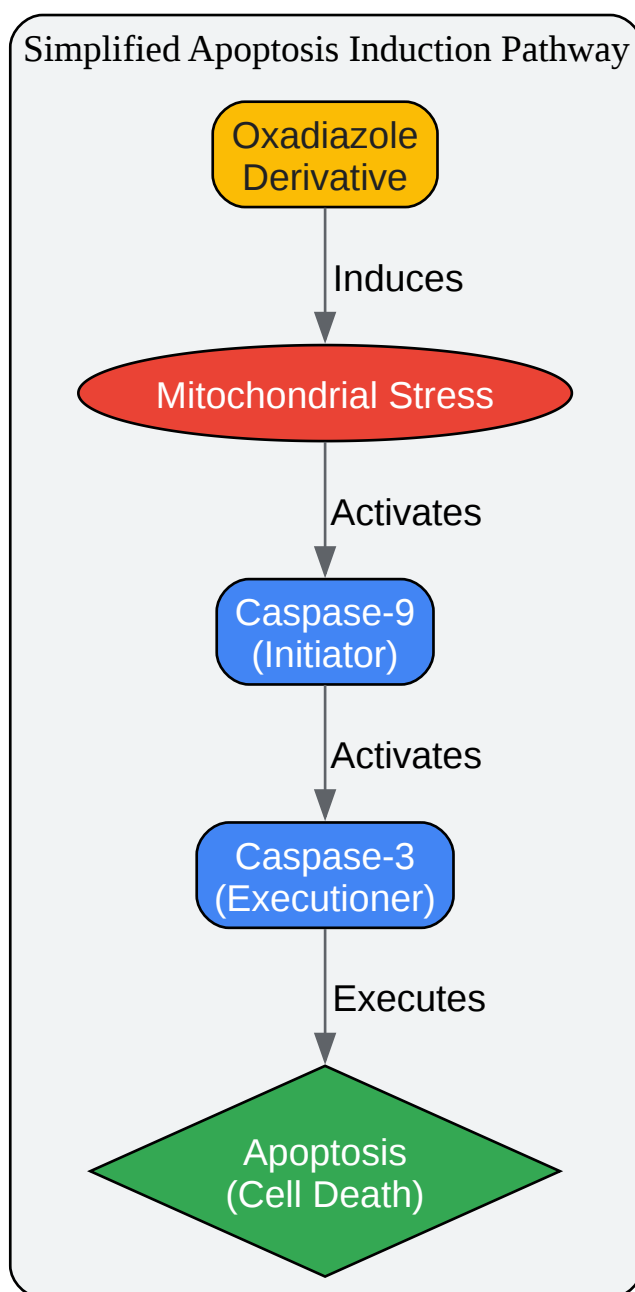 Simplified Apoptosis Induction Pathway
Oxadiazole
Derivative
Induces
Mitochondrial Stress
Activates
Caspase-9
(Initiator)
Activates
Caspase-3
(Executioner)
Executes
Apoptosis
(Cell Death)